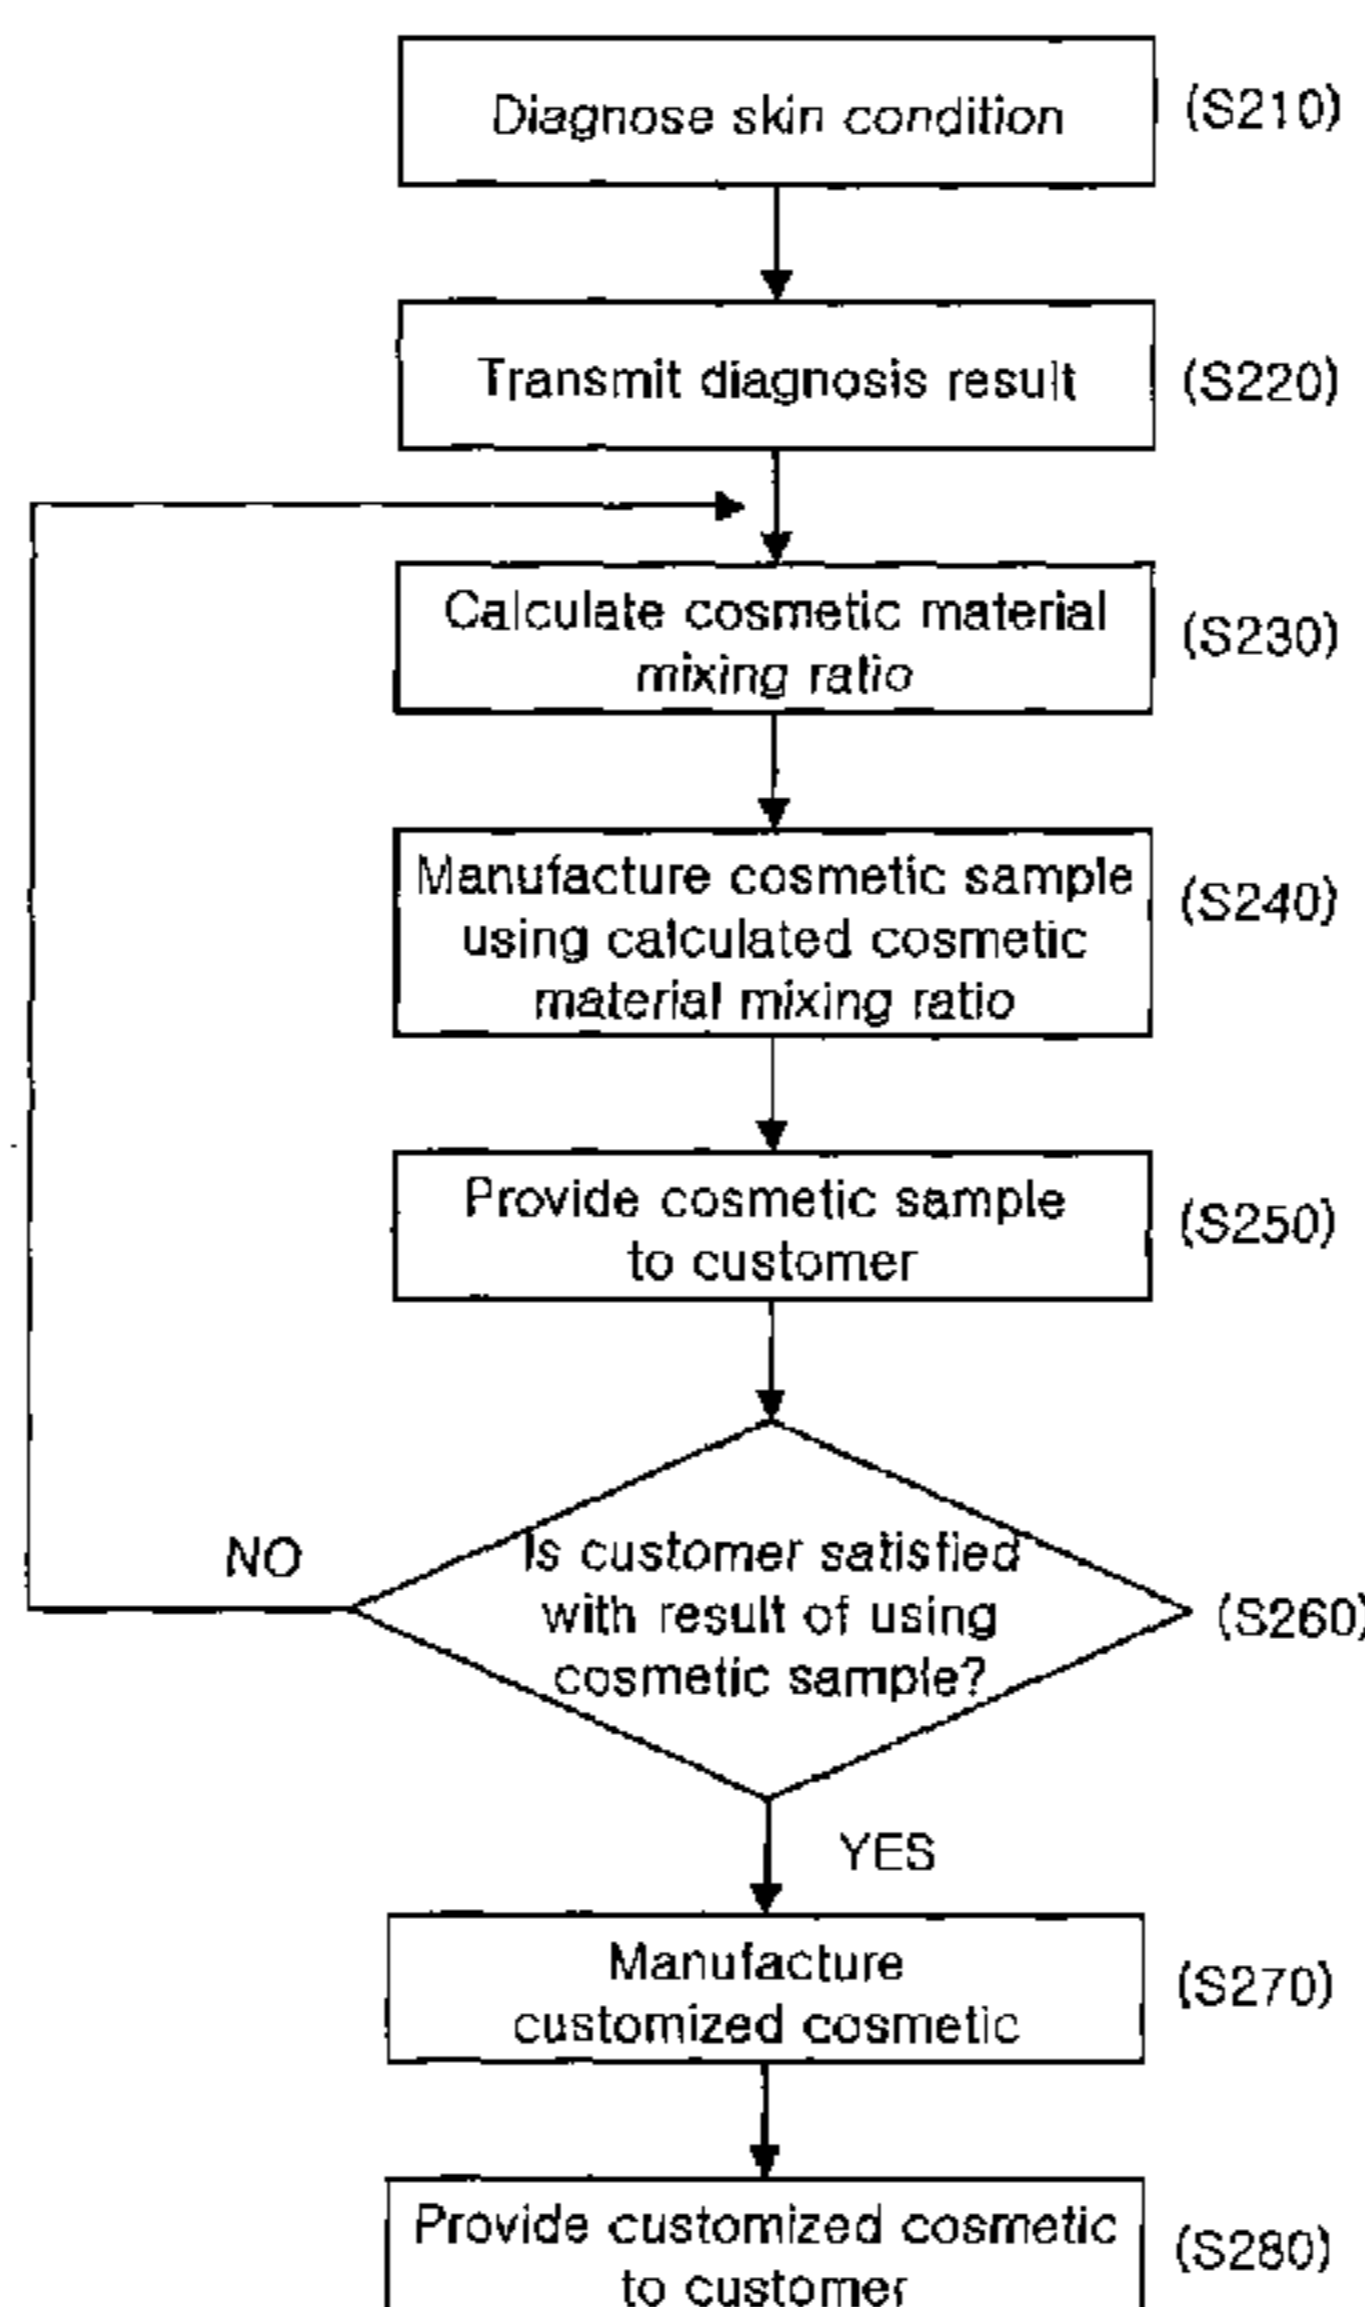 Diagnose skin condition
(S210)
Transmit diagnosis result
(S220)
Calculate cosmetic material
mixing ratio
(S230)
Manufacture cosmetic sample
using calculated cosmetic
material mixing ratio
(S240)
Provide cosmetic sample
to customer
(S250)
NO
Is customer satisfied
with result of using
cosmetic sample?
(S260)
YES
Manufacture
customized cosmetic
(S270)
Provide customized cosmetic
to customer
(S280)